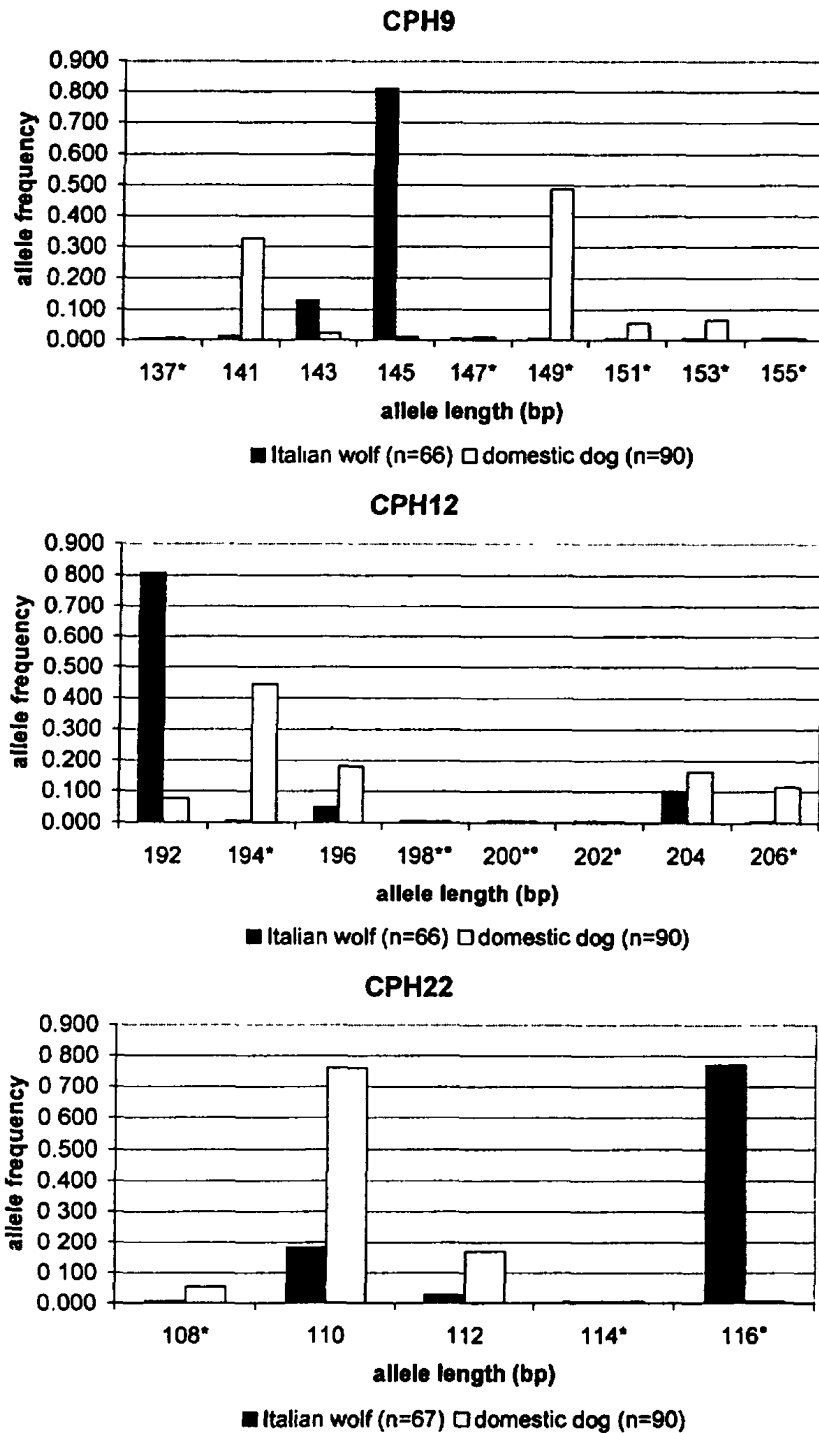 CPH9
0.900
0.800
0.700
0.600
0.500
0.400
0.300
0.200
0.100
0.000
allele frequency
137* 141 143 145 147* 149* 151* 153* 155*
allele length (bp)
■ Italian wolf (n=66) □ domestic dog (n=90)
CPH12
0.900
0.800
0.700
0.600
0.500
0.400
0.300
0.200
0.100
0.000
allele frequency
192 194* 196 198*° 200*° 202* 204 206*
allele length (bp)
■ Italian wolf (n=66) □ domestic dog (n=90)
CPH22
0 900
0 800
0 700
0 600
0 500
0 400
0 300
0 200
0 100
0.000
allele frequency
108* 110 112 114* 116°
allele length (bp)
■ Italian wolf (n=67) □ domestic dog (n=90)